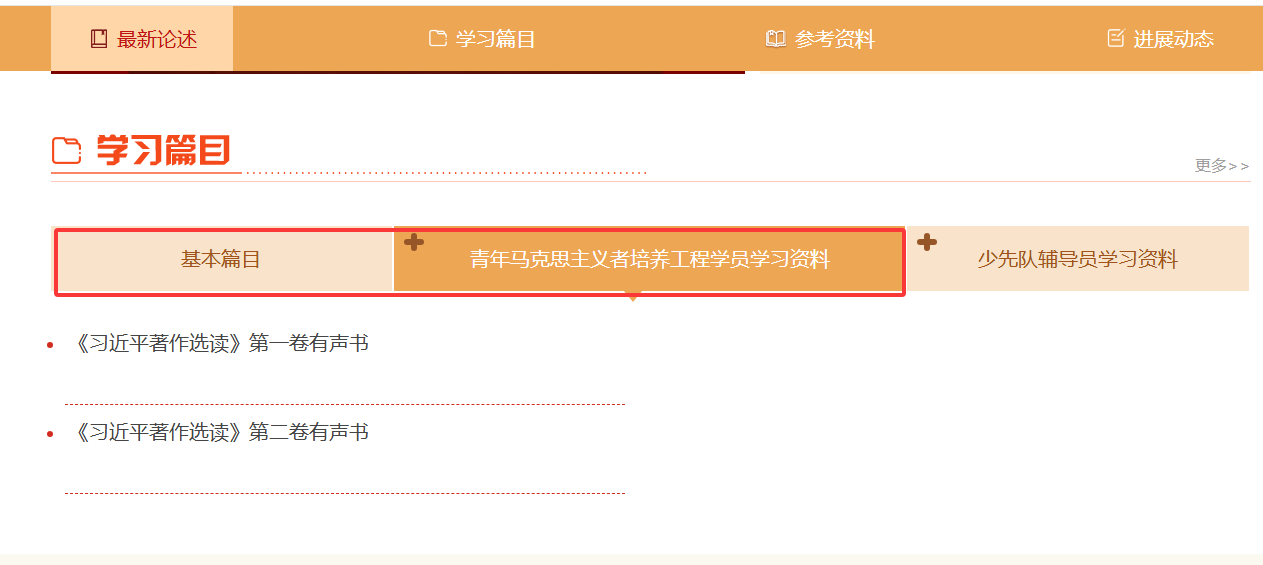 最新论述 学习篇目 参考资料 进展动态
学习篇目
更多>>
基本篇目 青年马克思主义者培养工程学员学习资料 少先队辅导员学习资料
《习近平著作选读》第一卷有声书
《习近平著作选读》第二卷有声书